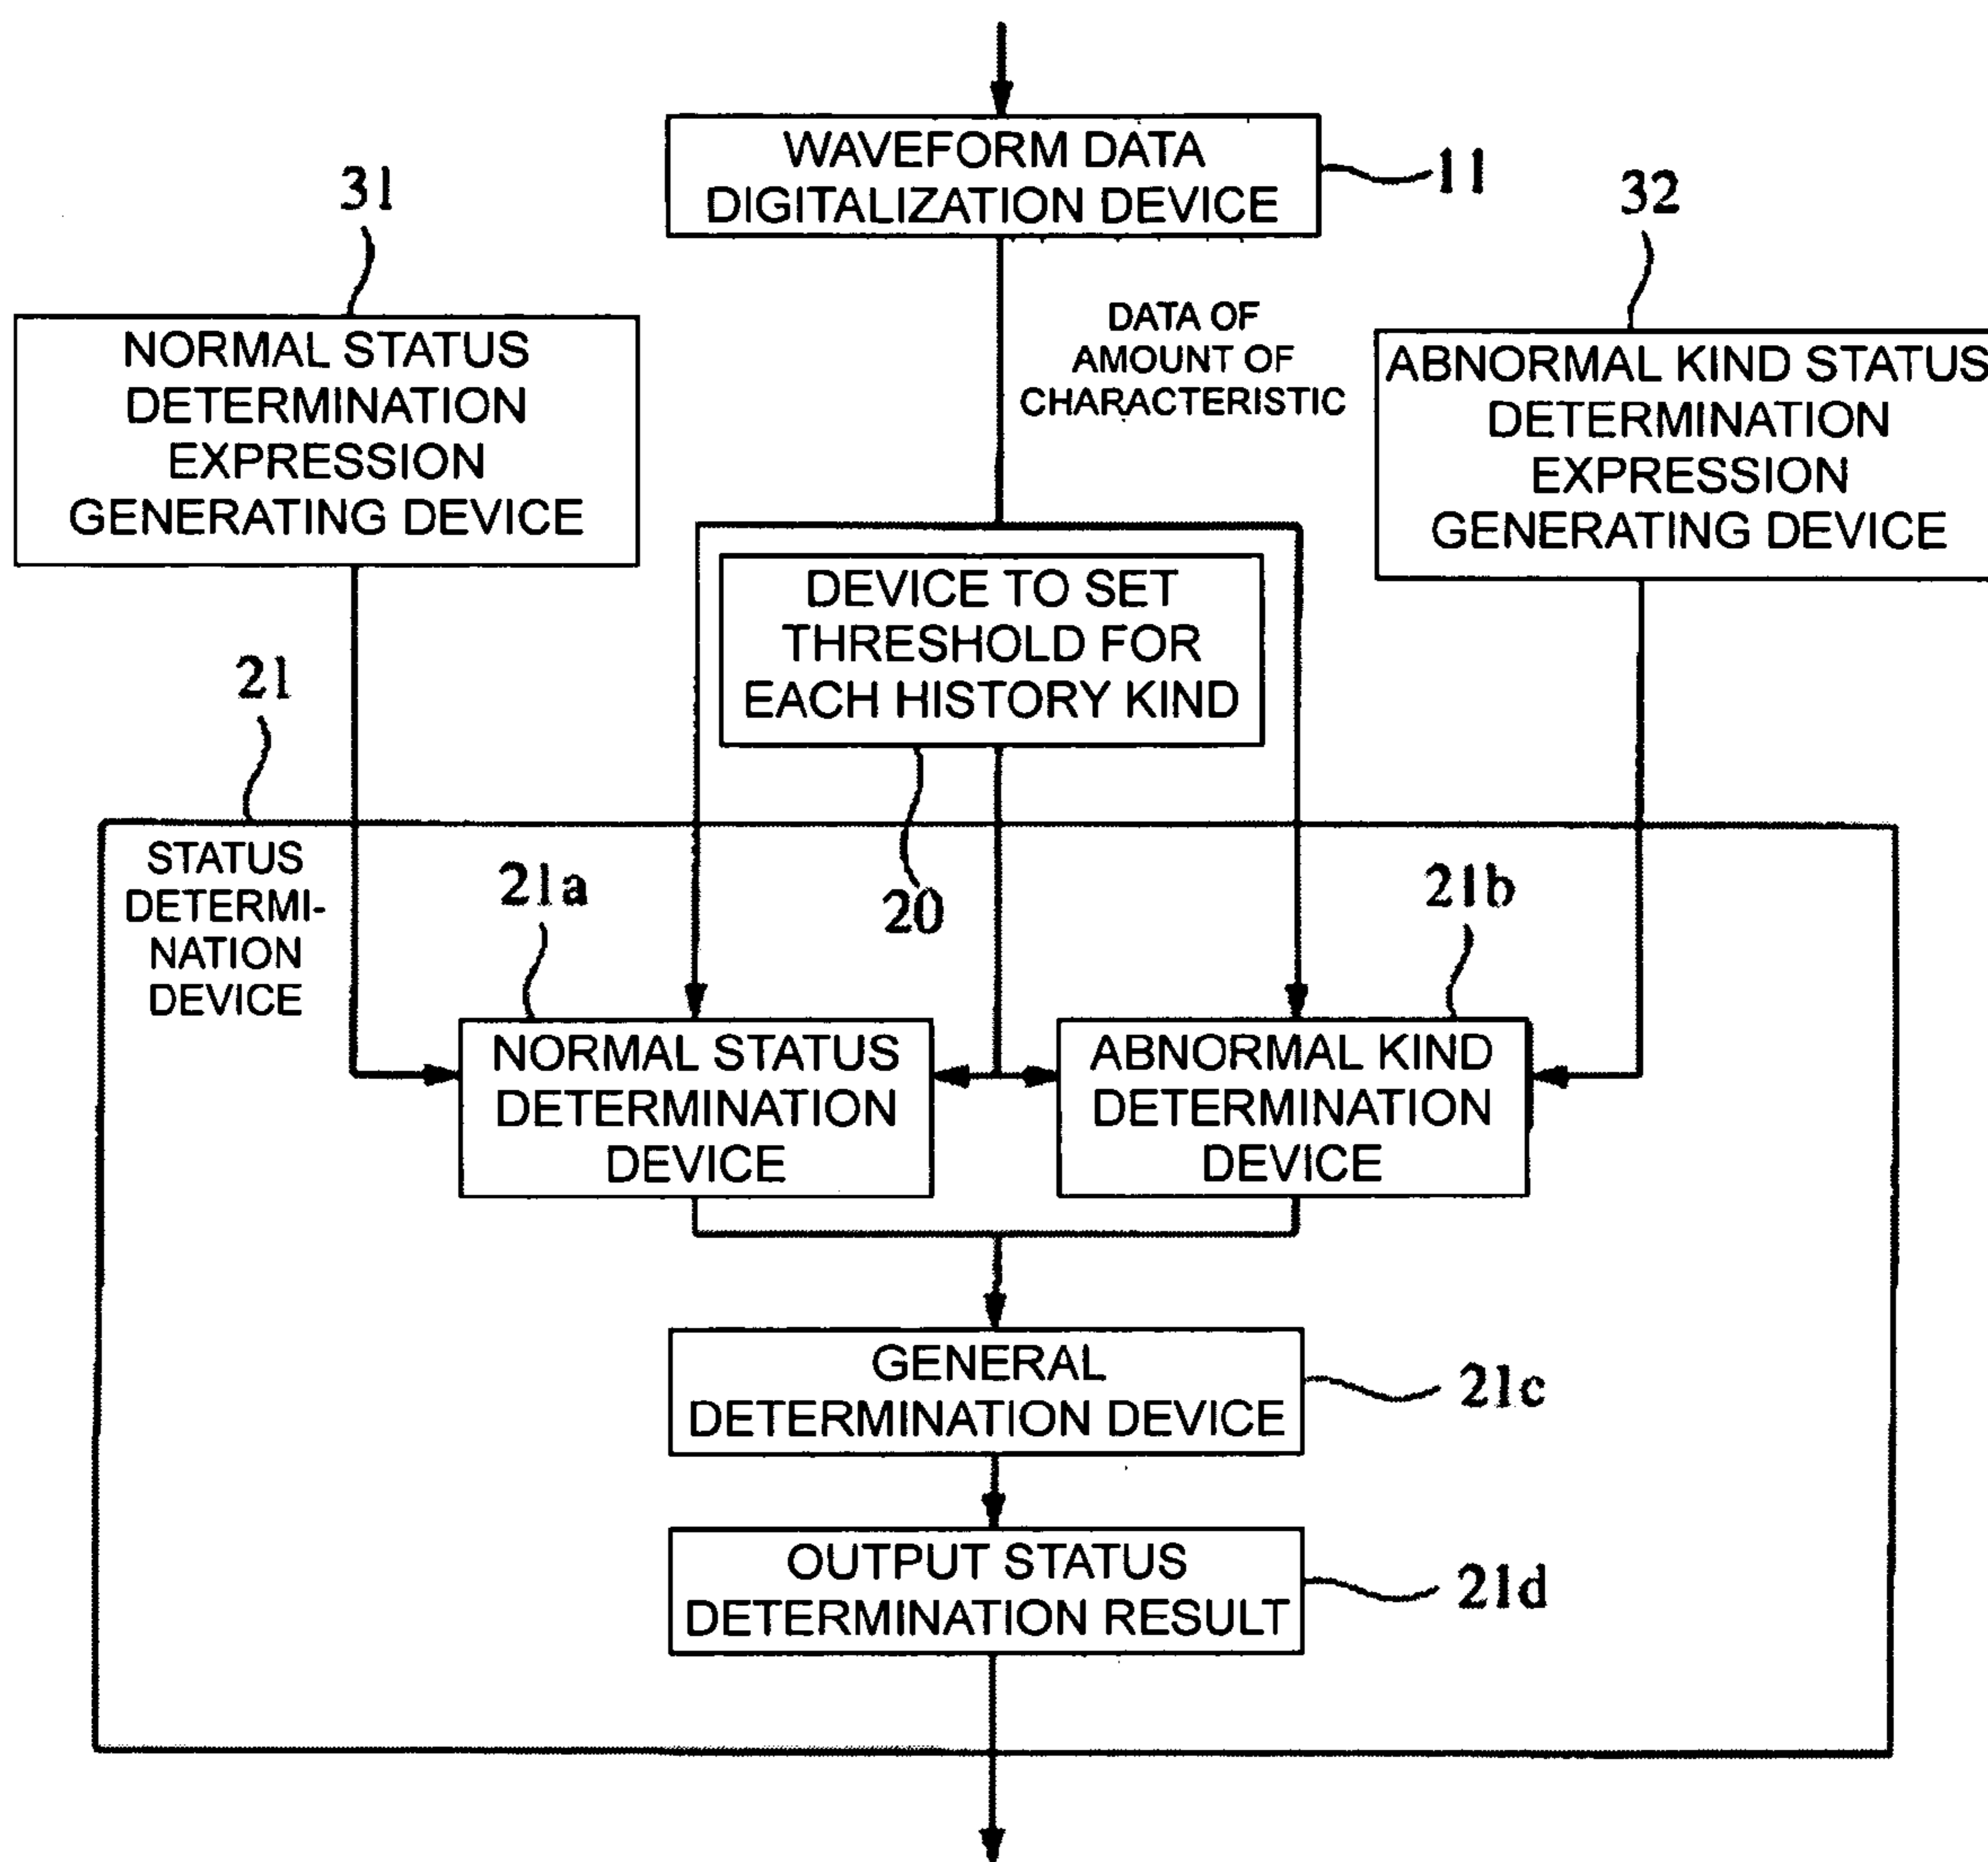 WAVEFORM DATA
DIGITALIZATION DEVICE
11
31
32
NORMAL STATUS
DETERMINATION
EXPRESSION
GENERATING DEVICE
DATA OF
AMOUNT OF
CHARACTERISTIC
ABNORMAL KIND STATUS
DETERMINATION
EXPRESSION
GENERATING DEVICE
DEVICE TO SET
THRESHOLD FOR
EACH HISTORY KIND
21
20
STATUS
DETERMI-
NATION
DEVICE
21a
21b
NORMAL STATUS
DETERMINATION
DEVICE
ABNORMAL KIND
DETERMINATION
DEVICE
GENERAL
DETERMINATION DEVICE
21c
OUTPUT STATUS
DETERMINATION RESULT
21d